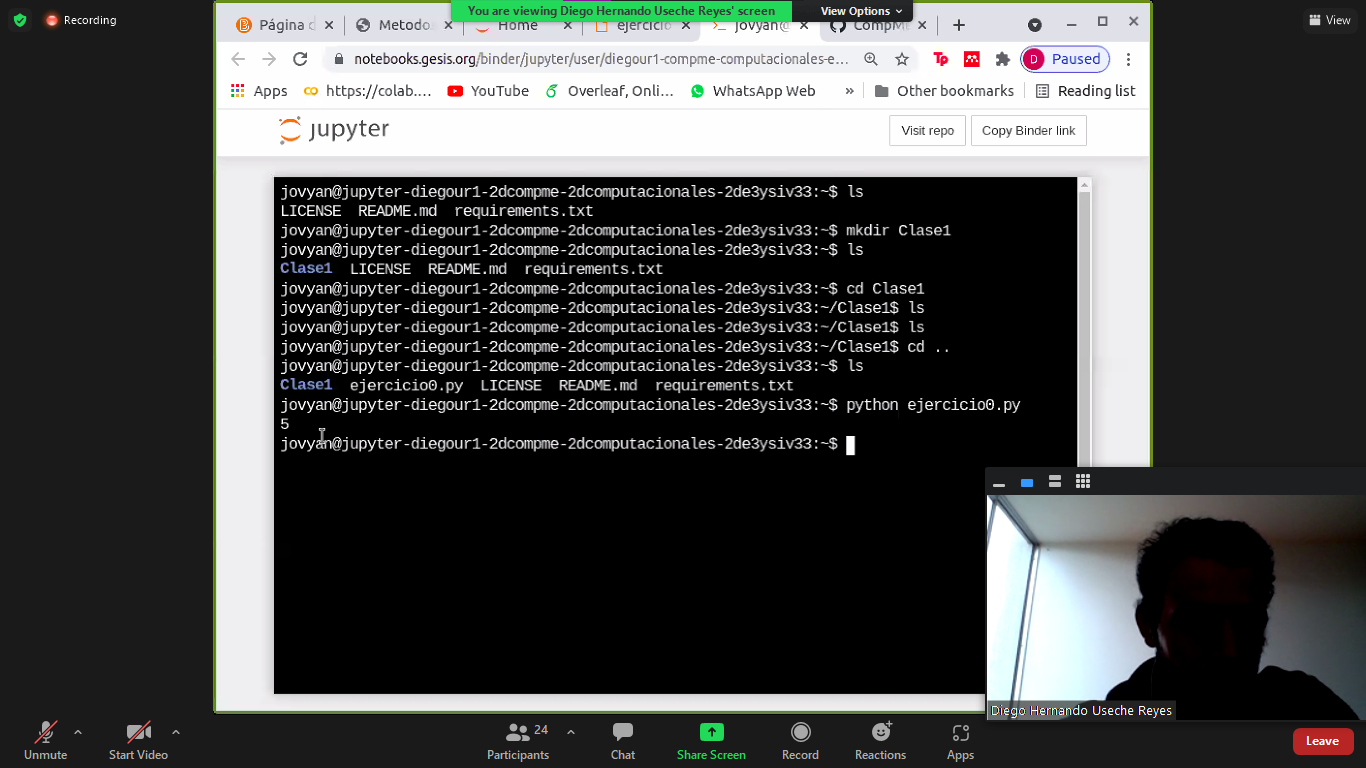 Recording
You are viewing Diego Hernando Useche Reyes' screen
View Options
View
Página d
Metodo
Home
ejercicio
jovyan@
CompM
notebooks.gesis.org/binder/jupyter/user/diegour1-compme-computacionales-e...
Tp
D
Paused
Apps
https://colab....
YouTube
Overleaf, Onli...
WhatsApp Web
»
Other bookmarks
Reading list
jupyter
Visit repo
Copy Binder link
jovyan@jupyter-diegour1-2dcompme-2dcomputacionales-2de3ysiv33:~$ ls
LICENSE README.md requirements.txt
jovyan@jupyter-diegour1-2dcompme-2dcomputacionales-2de3ysiv33:~$ mkdir Clase1
jovyan@jupyter-diegour1-2dcompme-2dcomputacionales-2de3ysiv33:~$ ls
Clase1 LICENSE README.md requirements.txt
jovyan@jupyter-diegour1-2dcompme-2dcomputacionales-2de3ysiv33:~$ cd Clase1
jovyan@jupyter-diegour1-2dcompme-2dcomputacionales-2de3ysiv33:~/Clase1$ ls
jovyan@jupyter-diegour1-2dcompme-2dcomputacionales-2de3ysiv33:~/Clase1$ ls
jovyan@jupyter-diegour1-2dcompme-2dcomputacionales-2de3ysiv33:~/Clase1$ cd ..
jovyan@jupyter-diegour1-2dcompme-2dcomputacionales-2de3ysiv33:~$ ls
Clase1 ejercicio0.py LICENSE README.md requirements.txt
jovyan@jupyter-diegour1-2dcompme-2dcomputacionales-2de3ysiv33:~$ python ejercicio0.py
5
jovyan@jupyter-diegour1-2dcompme-2dcomputacionales-2de3ysiv33:~$
Diego Hernando Useche Reyes
Unmute
Start Video
24
Participants
Chat
Share Screen
Record
Reactions
Apps
Leave